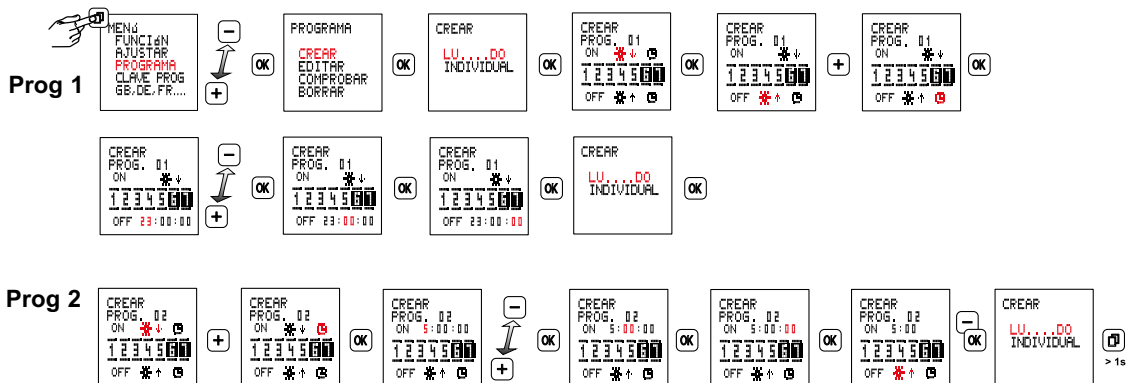 Prog 1
MENú
FUNCIóN
AJUSTAR
PROGRAMA
CLAVE PROG
GB,DE,FR....
−
+
OK
PROGRAMA
CREAR
EDITAR
COMPROBAR
BORRAR
OK
CREAR
LU....DO
INDIVIDUAL
OK
CREAR
PROG. 01
ON ↓
1 2 3 4 5 6 7
OFF ↑
OK
CREAR
PROG. 01
ON ↓
1 2 3 4 5 6 7
OFF ↑
+
CREAR
PROG. 01
ON ↓
1 2 3 4 5 6 7
OFF ↑
OK
CREAR
PROG. 01
ON ↓
1 2 3 4 5 6 7
OFF 23:00:00
−
+
OK
CREAR
PROG. 01
ON ↓
1 2 3 4 5 6 7
OFF 23:00:00
OK
CREAR
PROG. 01
ON ↓
1 2 3 4 5 6 7
OFF 23:00:00
OK
CREAR
LU....DO
INDIVIDUAL
OK
Prog 2
CREAR
PROG. 02
ON ↓
1 2 3 4 5 6 7
OFF ↑
+
CREAR
PROG. 02
ON ↓
1 2 3 4 5 6 7
OFF ↑
OK
CREAR
PROG. 02
ON 5:00:00
1 2 3 4 5 6 7
OFF ↑
−
+
OK
CREAR
PROG. 02
ON 5:00:00
1 2 3 4 5 6 7
OFF ↑
OK
CREAR
PROG. 02
ON 5:00:00
1 2 3 4 5 6 7
OFF ↑
OK
CREAR
PROG. 02
ON 5:00
1 2 3 4 5 6 7
OFF ↑
−
OK
CREAR
LU....DO
INDIVIDUAL
> 1s